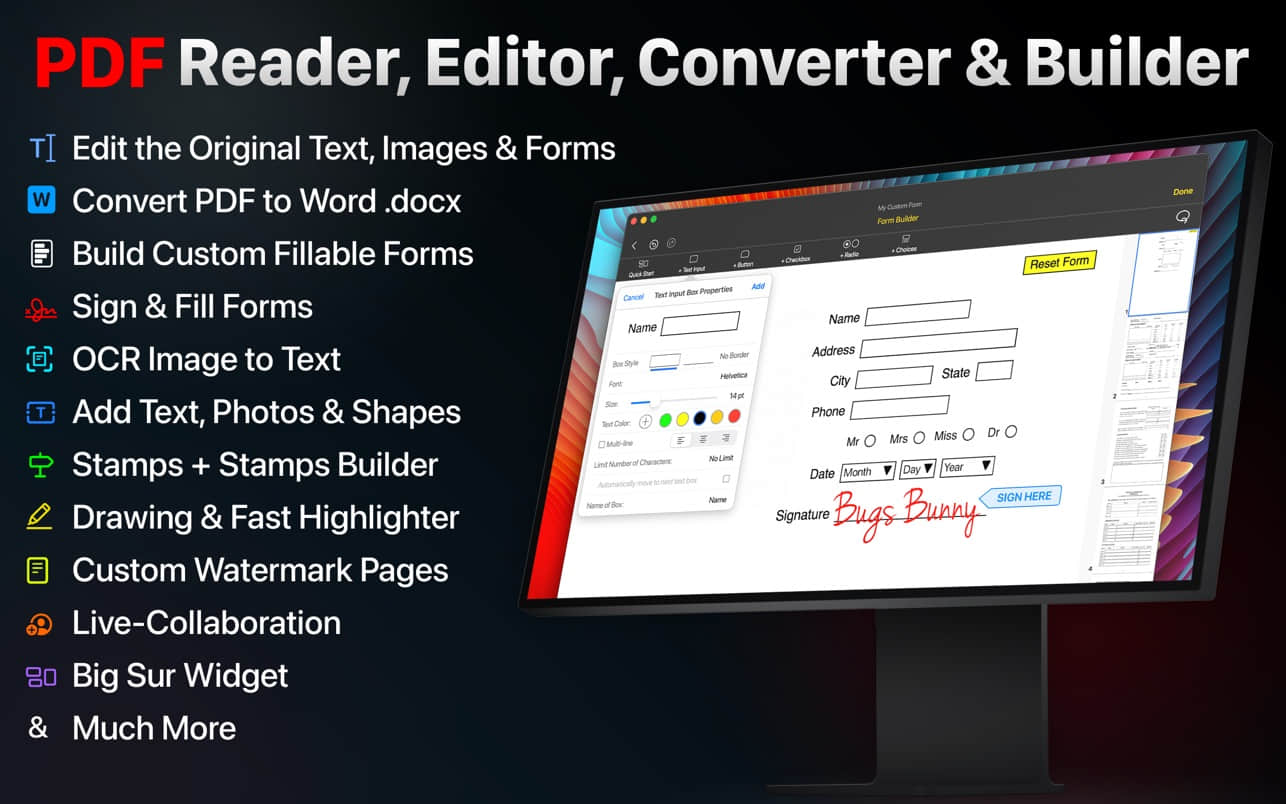 PDF Reader, Editor, Converter & Builder
Edit the Original Text, Images & Forms
W Convert PDF to Word .docx
Build Custom Fillable Forms
Sign & Fill Forms
OCR Image to Text
T Add Text, Photos & Shapes
Stamps + Stamps Builder
Drawing & Fast Highlighter
Custom Watermark Pages
Live-Collaboration
Big Sur Widget
& Much More
My Custom Form
Form Builder
Done
Quick Start
+ Text Input
+ Button
+ Checkbox
+ Radio
+ Choices
Cancel Text Input Box Properties Add
Name
Box Style No Border
Font: Helvetica
Size: 14 pt
Text Color:
Multi-line
Limit Number of Characters: No Limit
Automatically move to next text box
Name of Box: Name
Reset Form
Name
Address
City State
Phone
Mr Mrs Miss Dr
Date Month Day Year
Signature Bugs Bunny SIGN HERE
1
2
3
4